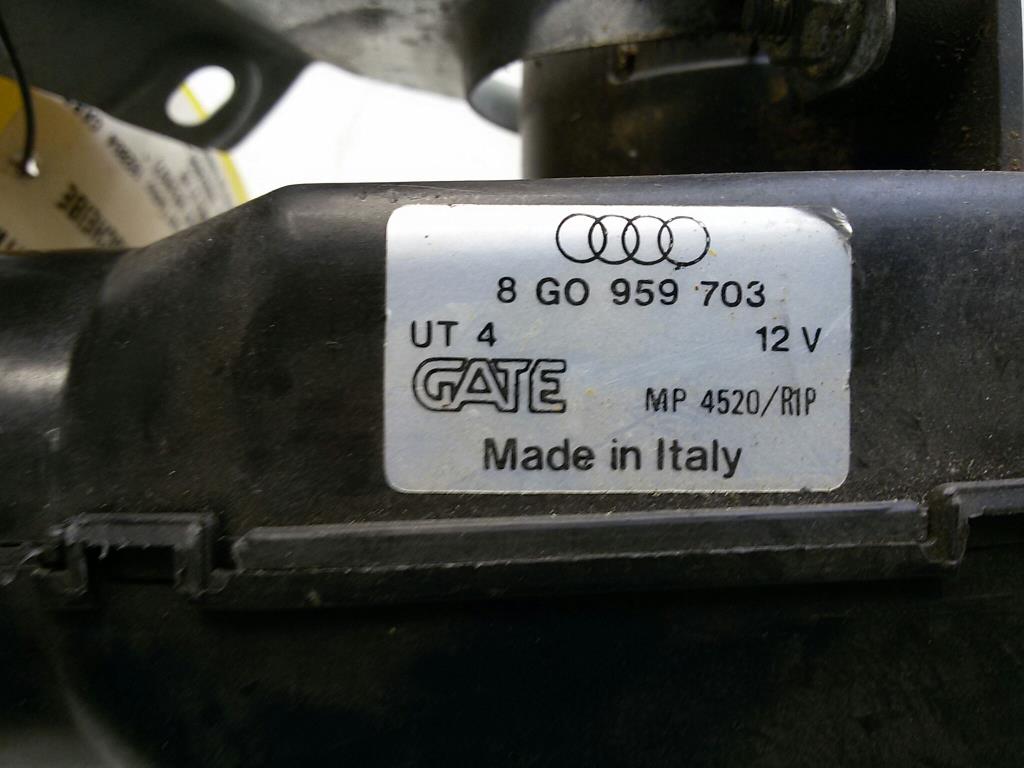 8 GO 959 703
UT 4 12 V
GATE MP 4520/R1P
Made in Italy